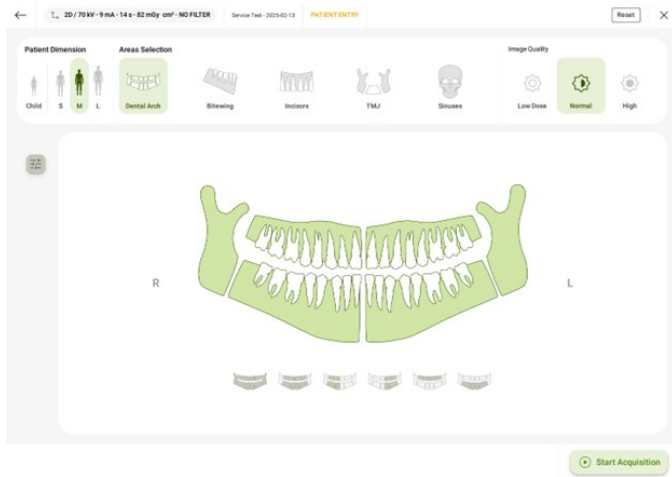 2D / 70 kV - 9 mA - 14 s - 82 mGy cm² - NO FILTER
Service Test - 2025-02-13
PATIENT ENTRY
Reset
Patient Dimension
Areas Selection
Image Quality
Child
S
M
L
Dental Arch
Bitewing
Incisors
TMJ
Sinuses
Low Dose
Normal
High
R
L
Start Acquisition